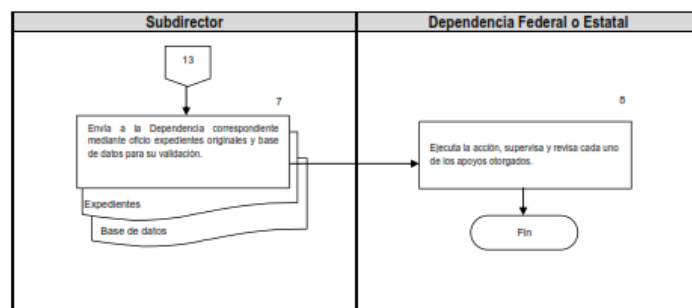 Subdirector
Dependencia Federal o Estatal
13
7
Envía a la Dependencia correspondiente
mediante oficio expedientes originales y base
de datos para su validación.
Expedientes
Base de datos
8
Ejecuta la acción, supervisa y revisa cada uno
de los apoyos otorgados.
Fin